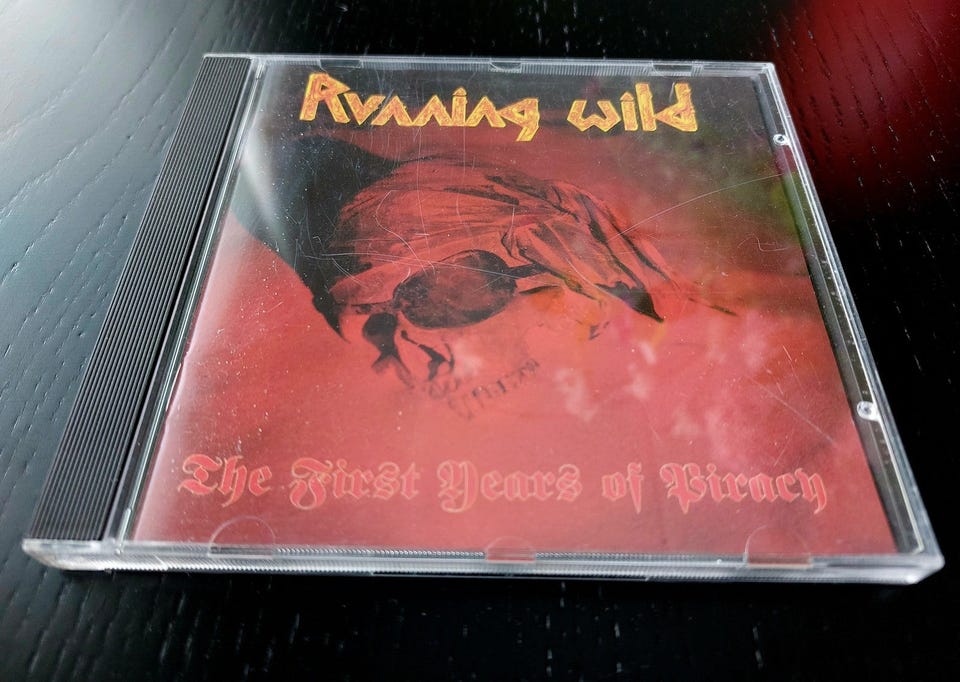 Running Wild
The First Years of Piracy